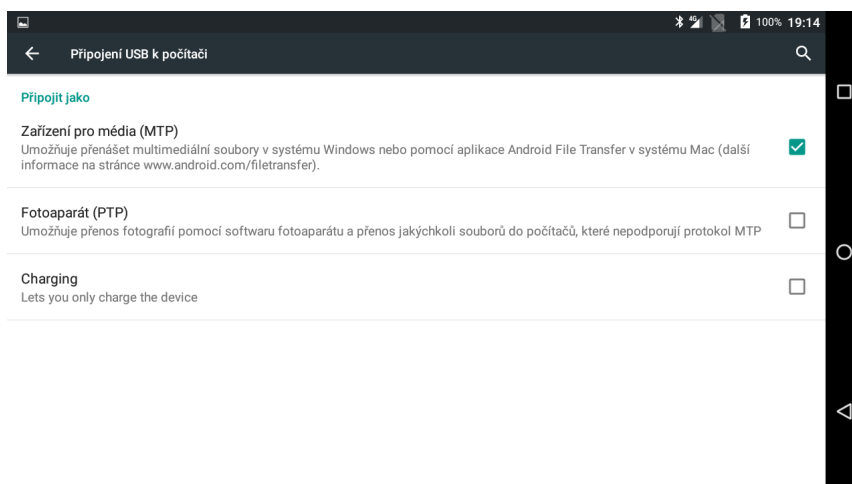 4G 100% 19:14
Připojení USB k počítači
Připojit jako
Zařízení pro média (MTP)
Umožňuje přenášet multimediální soubory v systému Windows nebo pomocí aplikace Android File Transfer v systému Mac (další
informace na stránce www.android.com/filetransfer).
Fotoaparát (PTP)
Umožňuje přenos fotografií pomocí softwaru fotoaparátu a přenos jakýchkoli souborů do počítačů, které nepodporují protokol MTP
Charging
Lets you only charge the device